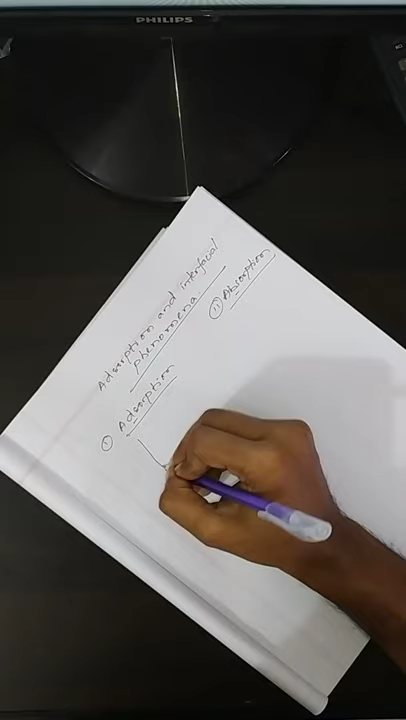 PHILIPS
Adsorption and interfacial
phenomena.
(i) Adsorption
(ii) Absorption